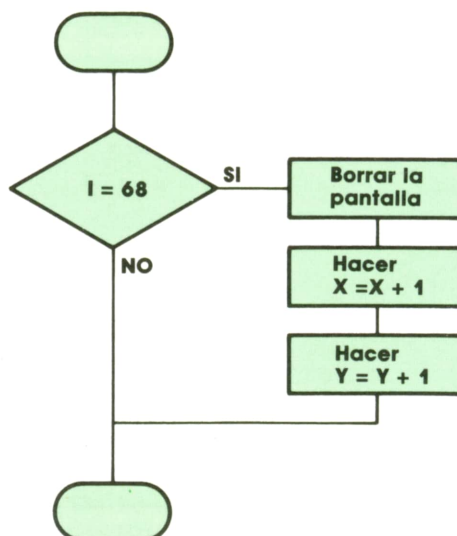 I = 68
SI
Borrar la
pantalla
NO
Hacer
X =X + 1
Hacer
Y = Y + 1